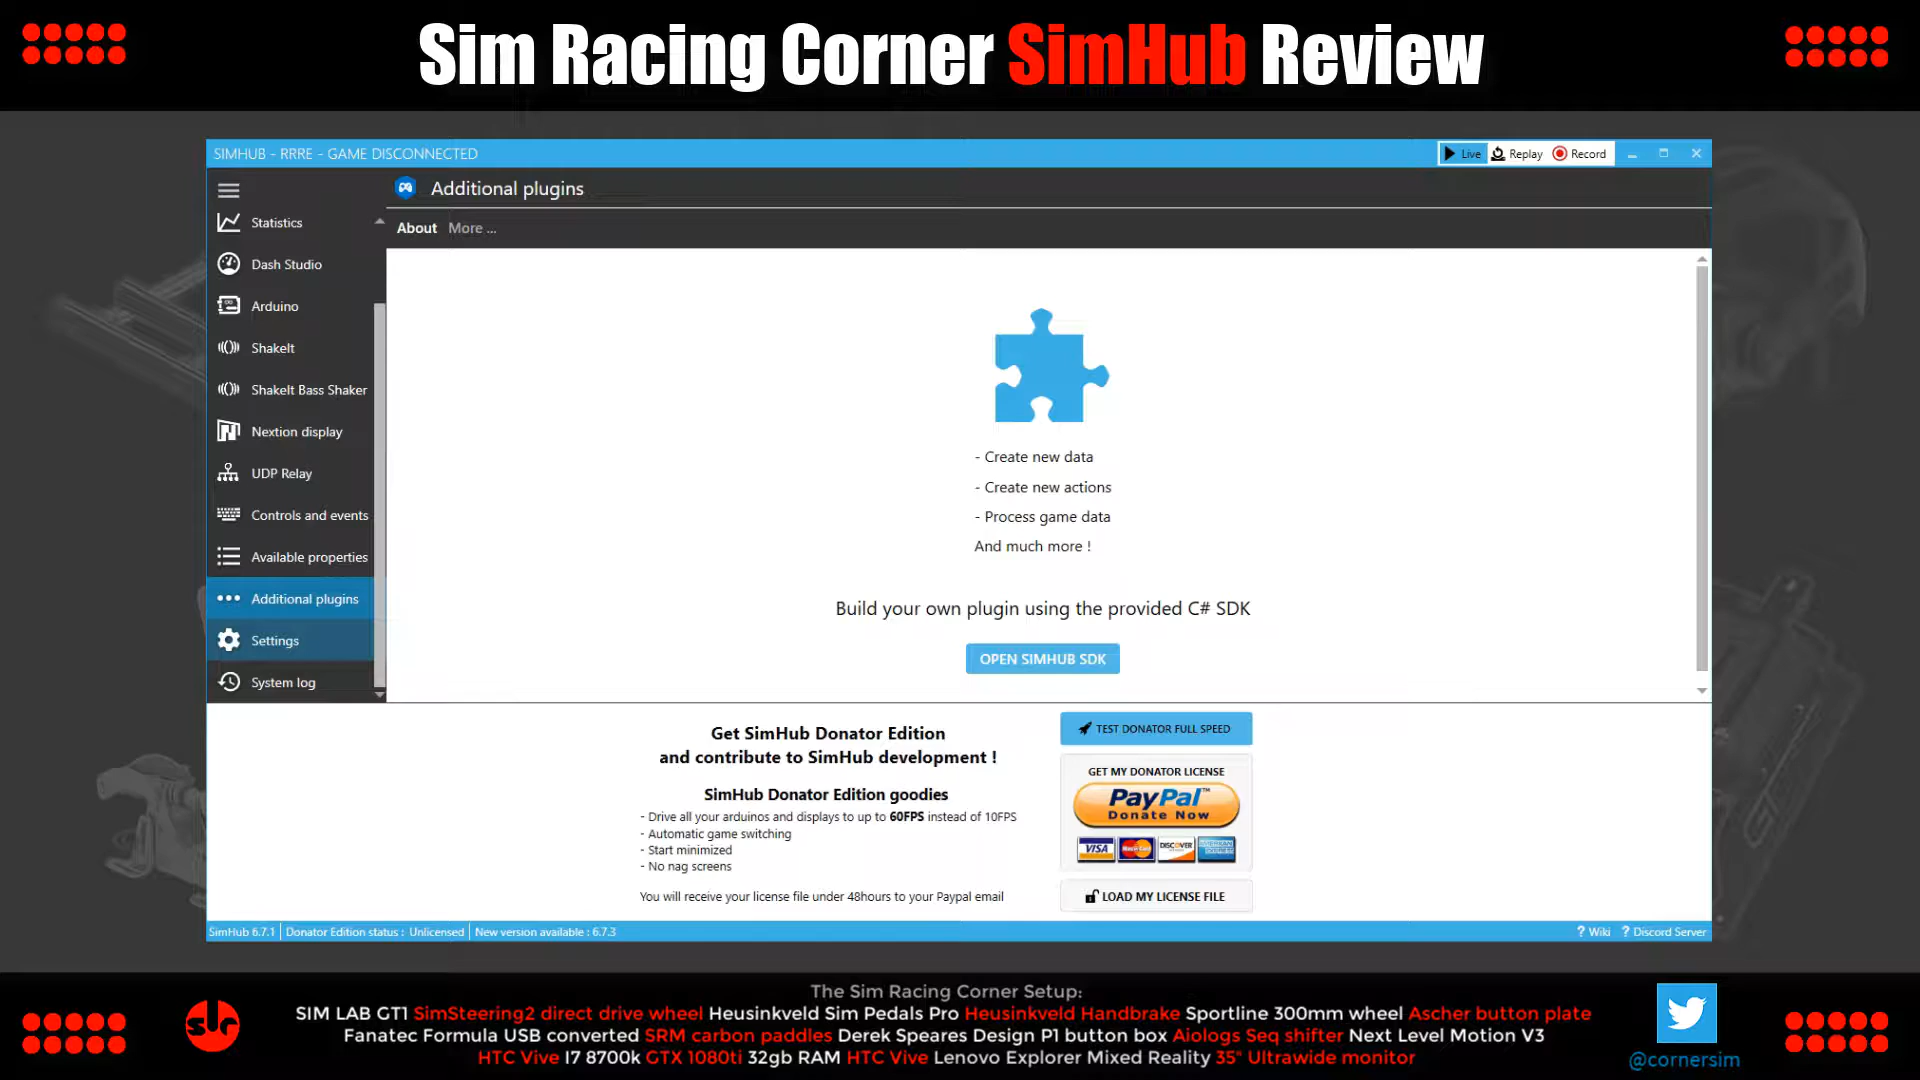 Sim Racing Corner SimHub Review
SIMHUB - RRRE - GAME DISCONNECTED
Live Replay Record
Additional plugins
About More ...
Statistics
Dash Studio
Arduino
ShakeIt
ShakeIt Bass Shaker
Nextion display
UDP Relay
Controls and events
Available properties
Additional plugins
Settings
System log
- Create new data
- Create new actions
- Process game data
And much more !
Build your own plugin using the provided C# SDK
OPEN SIMHUB SDK
Get SimHub Donator Edition
and contribute to SimHub development !
SimHub Donator Edition goodies
- Drive all your arduinos and displays to up to 60FPS instead of 10FPS
- Automatic game switching
- Start minimized
- No nag screens
You will receive your license file under 48hours to your Paypal email
TEST DONATOR FULL SPEED
GET MY DONATOR LICENSE
PayPal™
Donate Now
VISA MasterCard DISCOVER AMERICAN EXPRESS
LOAD MY LICENSE FILE
SimHub 6.7.1 Donator Edition status : Unlicensed New version available : 6.7.3
? Wiki ? Discord Server
The Sim Racing Corner Setup:
SIM LAB GT1 SimSteering2 direct drive wheel Heusinkveld Sim Pedals Pro Heusinkveld Handbrake Sportline 300mm wheel Ascher button plate
Fanatec Formula USB converted SRM carbon paddles Derek Speares Design P1 button box Aiologs Seq shifter Next Level Motion V3
HTC Vive I7 8700k GTX 1080ti 32gb RAM HTC Vive Lenovo Explorer Mixed Reality 35" Ultrawide monitor
@cornersim